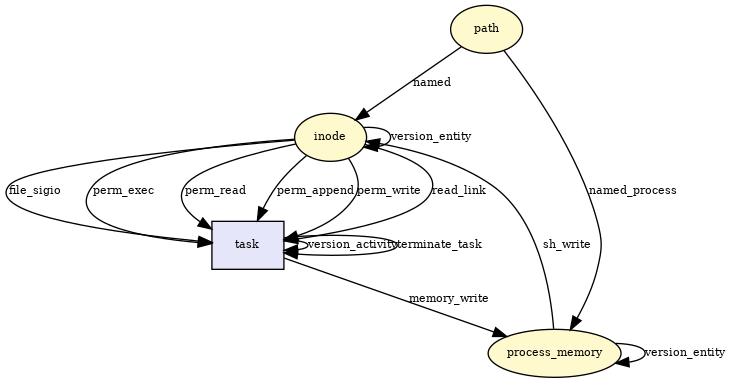 path
named
inode
version_entity
file_sigio
perm_exec
perm_read
perm_append
perm_write
read_link
named_process
task
version_activity
terminate_task
sh_write
memory_write
process_memory
version_entity